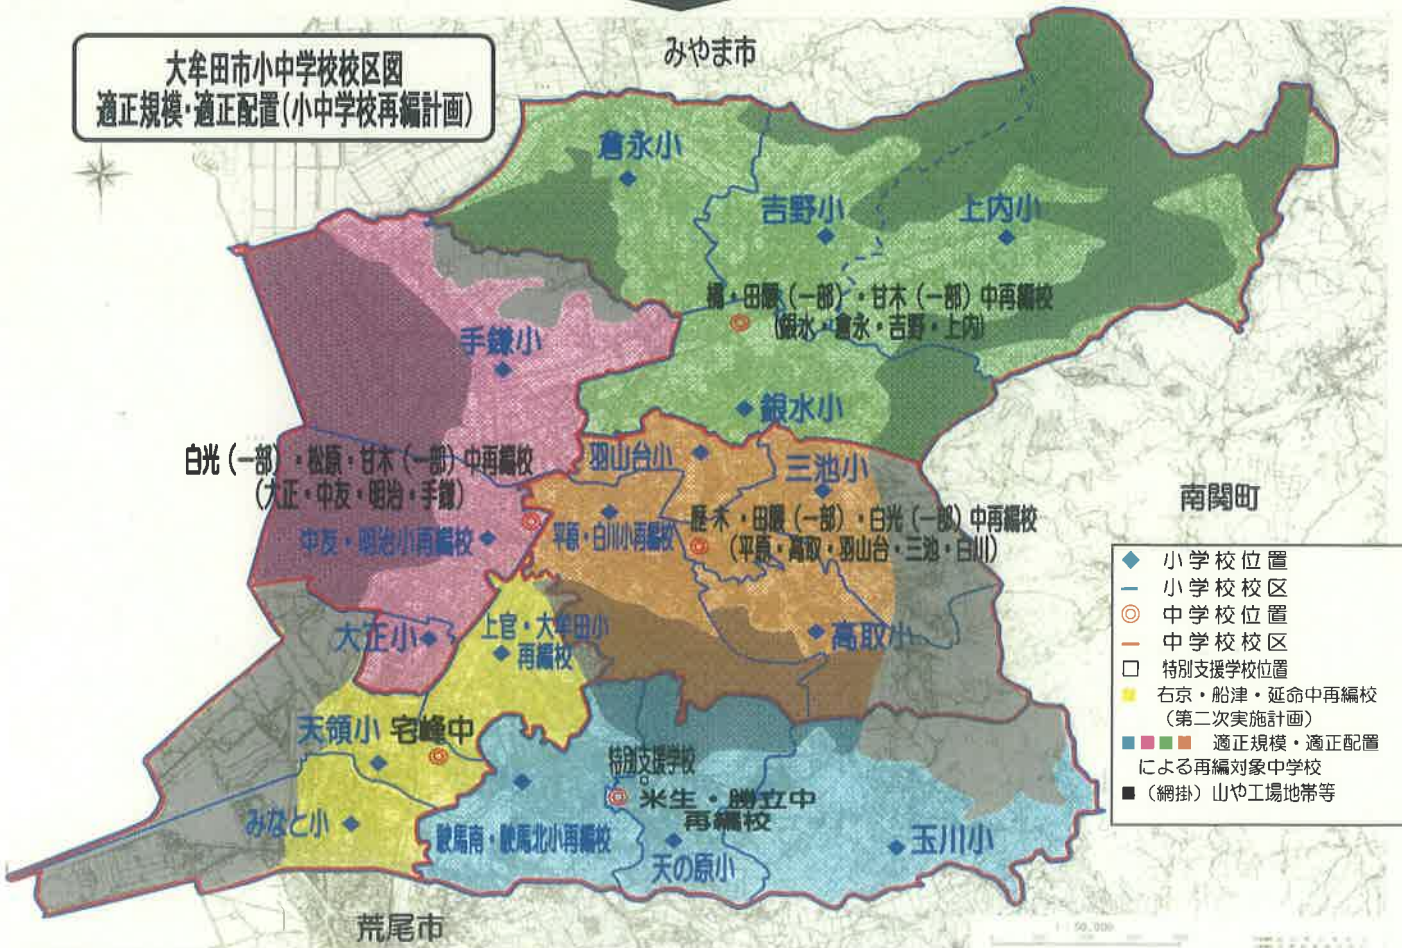 大牟田市小中学校校区図
適正規模・適正配置(小中学校再編計画)
みやま市
倉永小
吉野小
上内小
橘・田隈（一部）・甘木（一部）中再編校
(銀水・倉永・吉野・上内)
手鎌小
銀水小
白光（一部）・松原・甘木（一部）中再編校
(大正・中友・明治・手鎌)
羽山台小
三池小
南関町
中友・明治小再編校
平原・白川小再編校
歴木・田隈（一部）・白光（一部）中再編校
(平原・高取・羽山台・三池・白川)
大正小
上官・大牟田小
再編校
高取小
天領小
宅峰中
特別支援学校
米生・勝立中
再編校
みなと小
駛馬南・駛馬北小再編校
天の原小
玉川小
荒尾市
小学校位置
小学校校区
中学校位置
中学校校区
特別支援学校位置
右京・船津・延命中再編校
（第二次実施計画）
適正規模・適正配置
による再編対象中学校
（網掛）山や工場地帯等
1:50,000